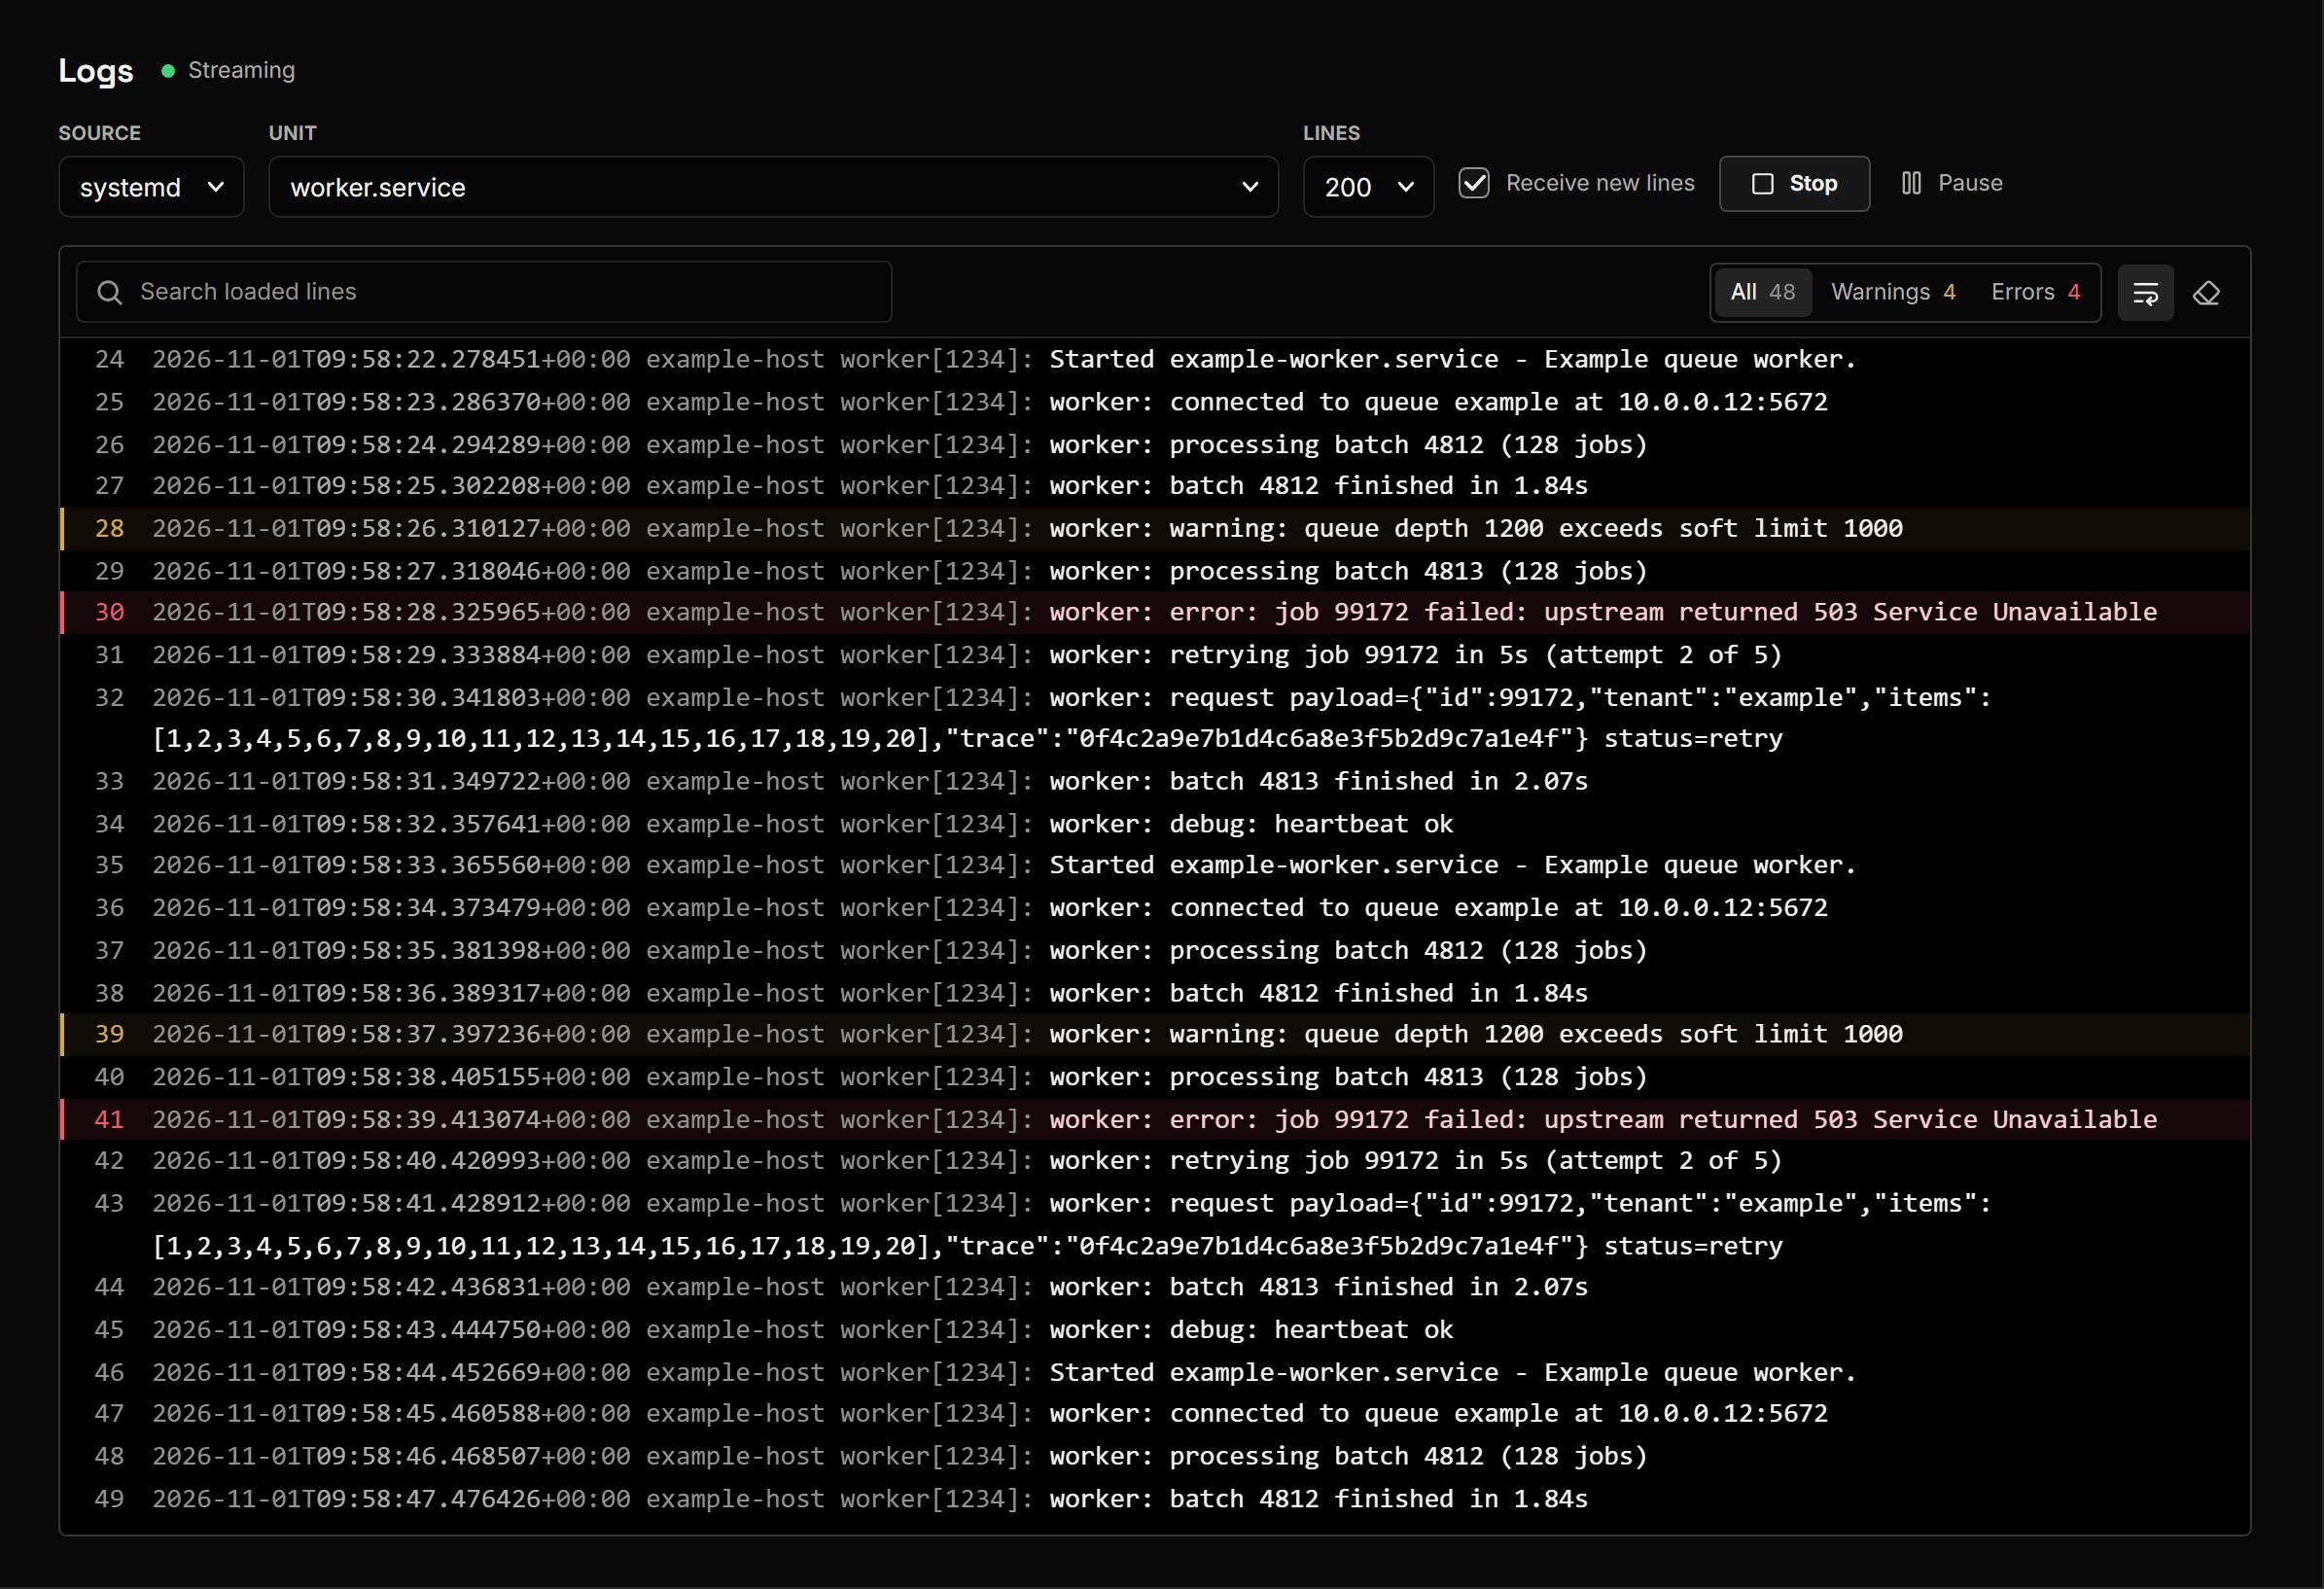 Logs Streaming
SOURCE UNIT LINES
systemd worker.service 200 Receive new lines Stop Pause
Search loaded lines All 48 Warnings 4 Errors 4
24 2026-11-01T09:58:22.278451+00:00 example-host worker[1234]: Started example-worker.service - Example queue worker.
25 2026-11-01T09:58:23.286370+00:00 example-host worker[1234]: worker: connected to queue example at 10.0.0.12:5672
26 2026-11-01T09:58:24.294289+00:00 example-host worker[1234]: worker: processing batch 4812 (128 jobs)
27 2026-11-01T09:58:25.302208+00:00 example-host worker[1234]: worker: batch 4812 finished in 1.84s
28 2026-11-01T09:58:26.310127+00:00 example-host worker[1234]: worker: warning: queue depth 1200 exceeds soft limit 1000
29 2026-11-01T09:58:27.318046+00:00 example-host worker[1234]: worker: processing batch 4813 (128 jobs)
30 2026-11-01T09:58:28.325965+00:00 example-host worker[1234]: worker: error: job 99172 failed: upstream returned 503 Service Unavailable
31 2026-11-01T09:58:29.333884+00:00 example-host worker[1234]: worker: retrying job 99172 in 5s (attempt 2 of 5)
32 2026-11-01T09:58:30.341803+00:00 example-host worker[1234]: worker: request payload={"id":99172,"tenant":"example","items":
[1,2,3,4,5,6,7,8,9,10,11,12,13,14,15,16,17,18,19,20],"trace":"0f4c2a9e7b1d4c6a8e3f5b2d9c7a1e4f"} status=retry
33 2026-11-01T09:58:31.349722+00:00 example-host worker[1234]: worker: batch 4813 finished in 2.07s
34 2026-11-01T09:58:32.357641+00:00 example-host worker[1234]: worker: debug: heartbeat ok
35 2026-11-01T09:58:33.365560+00:00 example-host worker[1234]: Started example-worker.service - Example queue worker.
36 2026-11-01T09:58:34.373479+00:00 example-host worker[1234]: worker: connected to queue example at 10.0.0.12:5672
37 2026-11-01T09:58:35.381398+00:00 example-host worker[1234]: worker: processing batch 4812 (128 jobs)
38 2026-11-01T09:58:36.389317+00:00 example-host worker[1234]: worker: batch 4812 finished in 1.84s
39 2026-11-01T09:58:37.397236+00:00 example-host worker[1234]: worker: warning: queue depth 1200 exceeds soft limit 1000
40 2026-11-01T09:58:38.405155+00:00 example-host worker[1234]: worker: processing batch 4813 (128 jobs)
41 2026-11-01T09:58:39.413074+00:00 example-host worker[1234]: worker: error: job 99172 failed: upstream returned 503 Service Unavailable
42 2026-11-01T09:58:40.420993+00:00 example-host worker[1234]: worker: retrying job 99172 in 5s (attempt 2 of 5)
43 2026-11-01T09:58:41.428912+00:00 example-host worker[1234]: worker: request payload={"id":99172,"tenant":"example","items":
[1,2,3,4,5,6,7,8,9,10,11,12,13,14,15,16,17,18,19,20],"trace":"0f4c2a9e7b1d4c6a8e3f5b2d9c7a1e4f"} status=retry
44 2026-11-01T09:58:42.436831+00:00 example-host worker[1234]: worker: batch 4813 finished in 2.07s
45 2026-11-01T09:58:43.444750+00:00 example-host worker[1234]: worker: debug: heartbeat ok
46 2026-11-01T09:58:44.452669+00:00 example-host worker[1234]: Started example-worker.service - Example queue worker.
47 2026-11-01T09:58:45.460588+00:00 example-host worker[1234]: worker: connected to queue example at 10.0.0.12:5672
48 2026-11-01T09:58:46.468507+00:00 example-host worker[1234]: worker: processing batch 4812 (128 jobs)
49 2026-11-01T09:58:47.476426+00:00 example-host worker[1234]: worker: batch 4812 finished in 1.84s